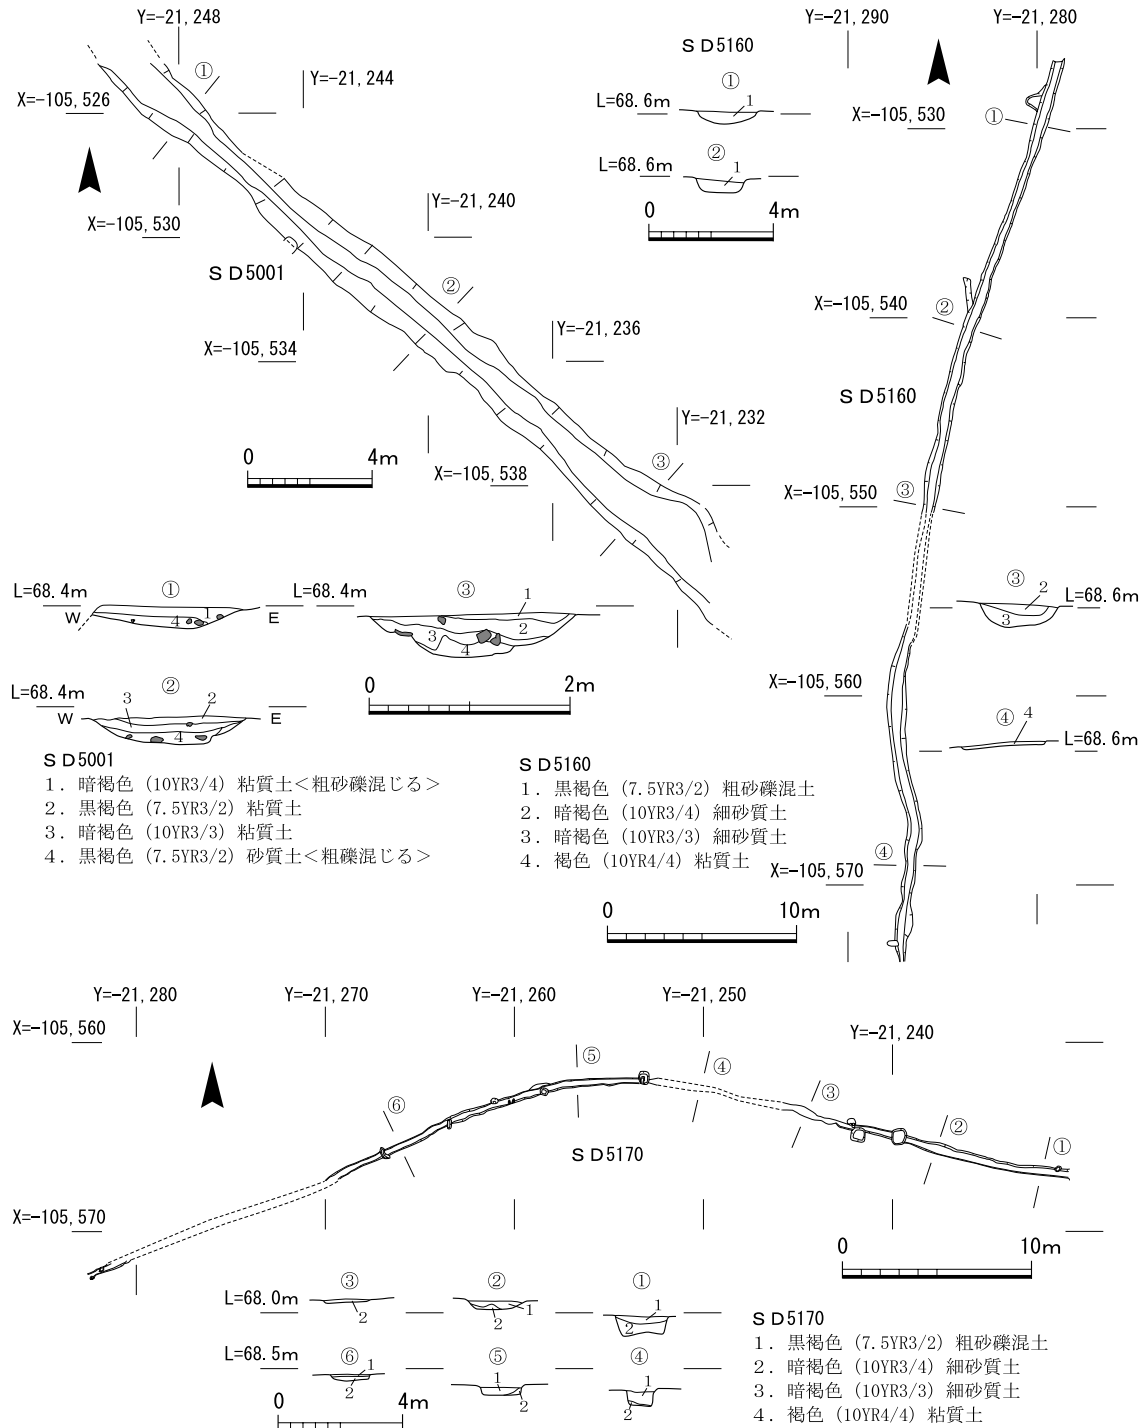 Y=-21,248
①
Y=-21,244
X=-105,526
X=-105,530
Y=-21,240
ＳＤ5001
②
Y=-21,236
X=-105,534
Y=-21,232
③
X=-105,538
0 4m
ＳＤ5160
①
L=68.6m
1
②
L=68.6m
1
0 4m
Y=-21,290
Y=-21,280
X=-105,530
①
X=-105,540
②
ＳＤ5160
X=-105,550
③
③
2
L=68.6m
3
X=-105,560
④
4
L=68.6m
X=-105,570
④
L=68.4m
①
W
4
E
L=68.4m
③
1
2
3
4
L=68.4m
②
W
3
2
4
E
0 2m
ＳＤ5001
1．暗褐色（10YR3/4）粘質土＜粗砂礫混じる＞
2．黒褐色（7.5YR3/2）粘質土
3．暗褐色（10YR3/3）粘質土
4．黒褐色（7.5YR3/2）砂質土＜粗礫混じる＞
ＳＤ5160
1．黒褐色（7.5YR3/2）粗砂礫混土
2．暗褐色（10YR3/4）細砂質土
3．暗褐色（10YR3/3）細砂質土
4．褐色（10YR4/4）粘質土
0 10m
Y=-21,280
Y=-21,270
Y=-21,260
Y=-21,250
Y=-21,240
X=-105,560
⑥
⑤
④
③
②
①
ＳＤ5170
X=-105,570
0 10m
L=68.0m
③
2
②
1
2
①
1
2
L=68.5m
⑥
1
2
⑤
1
2
④
1
2
0 4m
ＳＤ5170
1．黒褐色（7.5YR3/2）粗砂礫混土
2．暗褐色（10YR3/4）細砂質土
3．暗褐色（10YR3/3）細砂質土
4．褐色（10YR4/4）粘質土